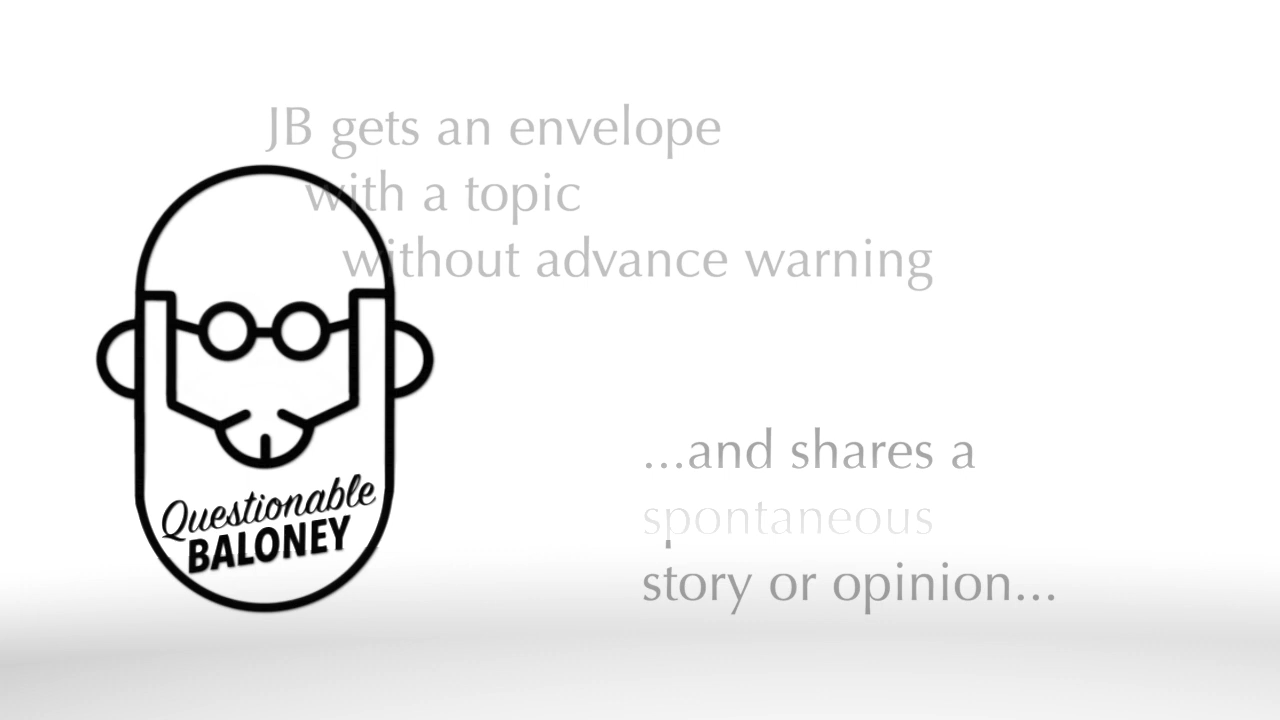 JB gets an envelope
with a topic
without advance warning
...and shares a
spontaneous
story or opinion...
Questionable
BALONEY